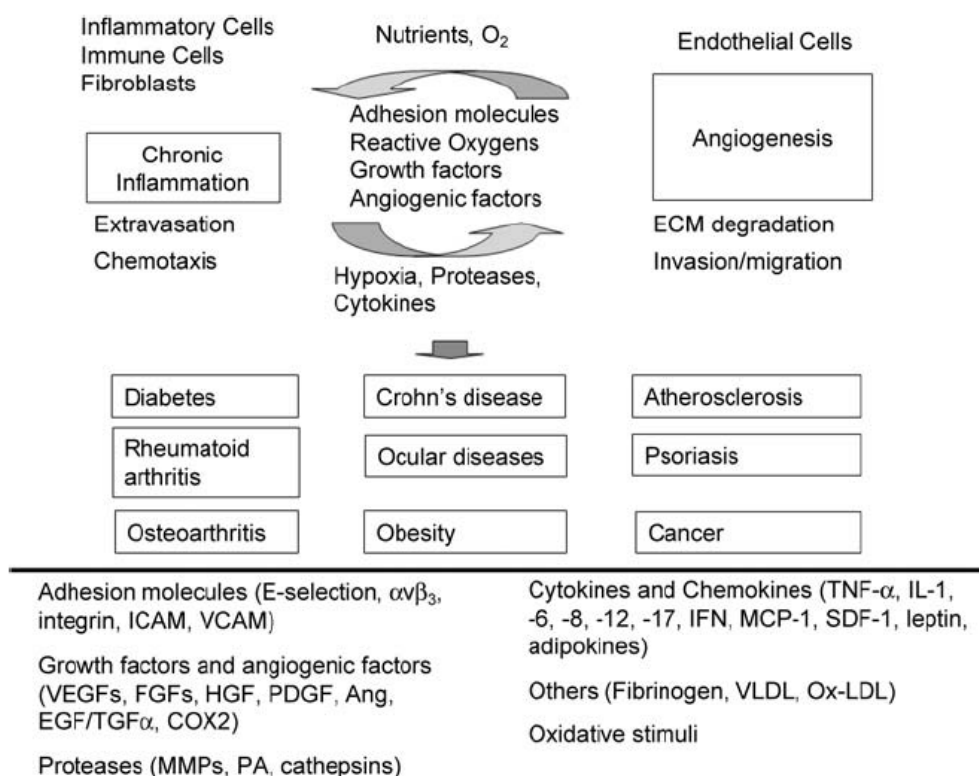 Inflammatory Cells
Immune Cells
Fibroblasts
Nutrients, O₂
Endothelial Cells
Chronic
Inflammation
Adhesion molecules
Reactive Oxygens
Growth factors
Angiogenic factors
Angiogenesis
Extravasation
Chemotaxis
ECM degradation
Invasion/migration
Hypoxia, Proteases,
Cytokines
Diabetes
Crohn's disease
Atherosclerosis
Rheumatoid
arthritis
Ocular diseases
Psoriasis
Osteoarthritis
Obesity
Cancer
Adhesion molecules (E-selection, αvβ₃,
integrin, ICAM, VCAM)
Growth factors and angiogenic factors
(VEGFs, FGFs, HGF, PDGF, Ang,
EGF/TGFα, COX2)
Proteases (MMPs, PA, cathepsins)
Cytokines and Chemokines (TNF-α, IL-1,
-6, -8, -12, -17, IFN, MCP-1, SDF-1, leptin,
adipokines)
Others (Fibrinogen, VLDL, Ox-LDL)
Oxidative stimuli